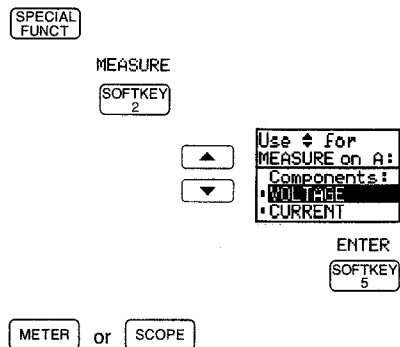 SPECIAL
FUNCT
MEASURE
SOFTKEY
2
Use ♦ for
MEASURE on A:
Components:
▪VOLTAGE
▪CURRENT
ENTER
SOFTKEY
5
METER or SCOPE